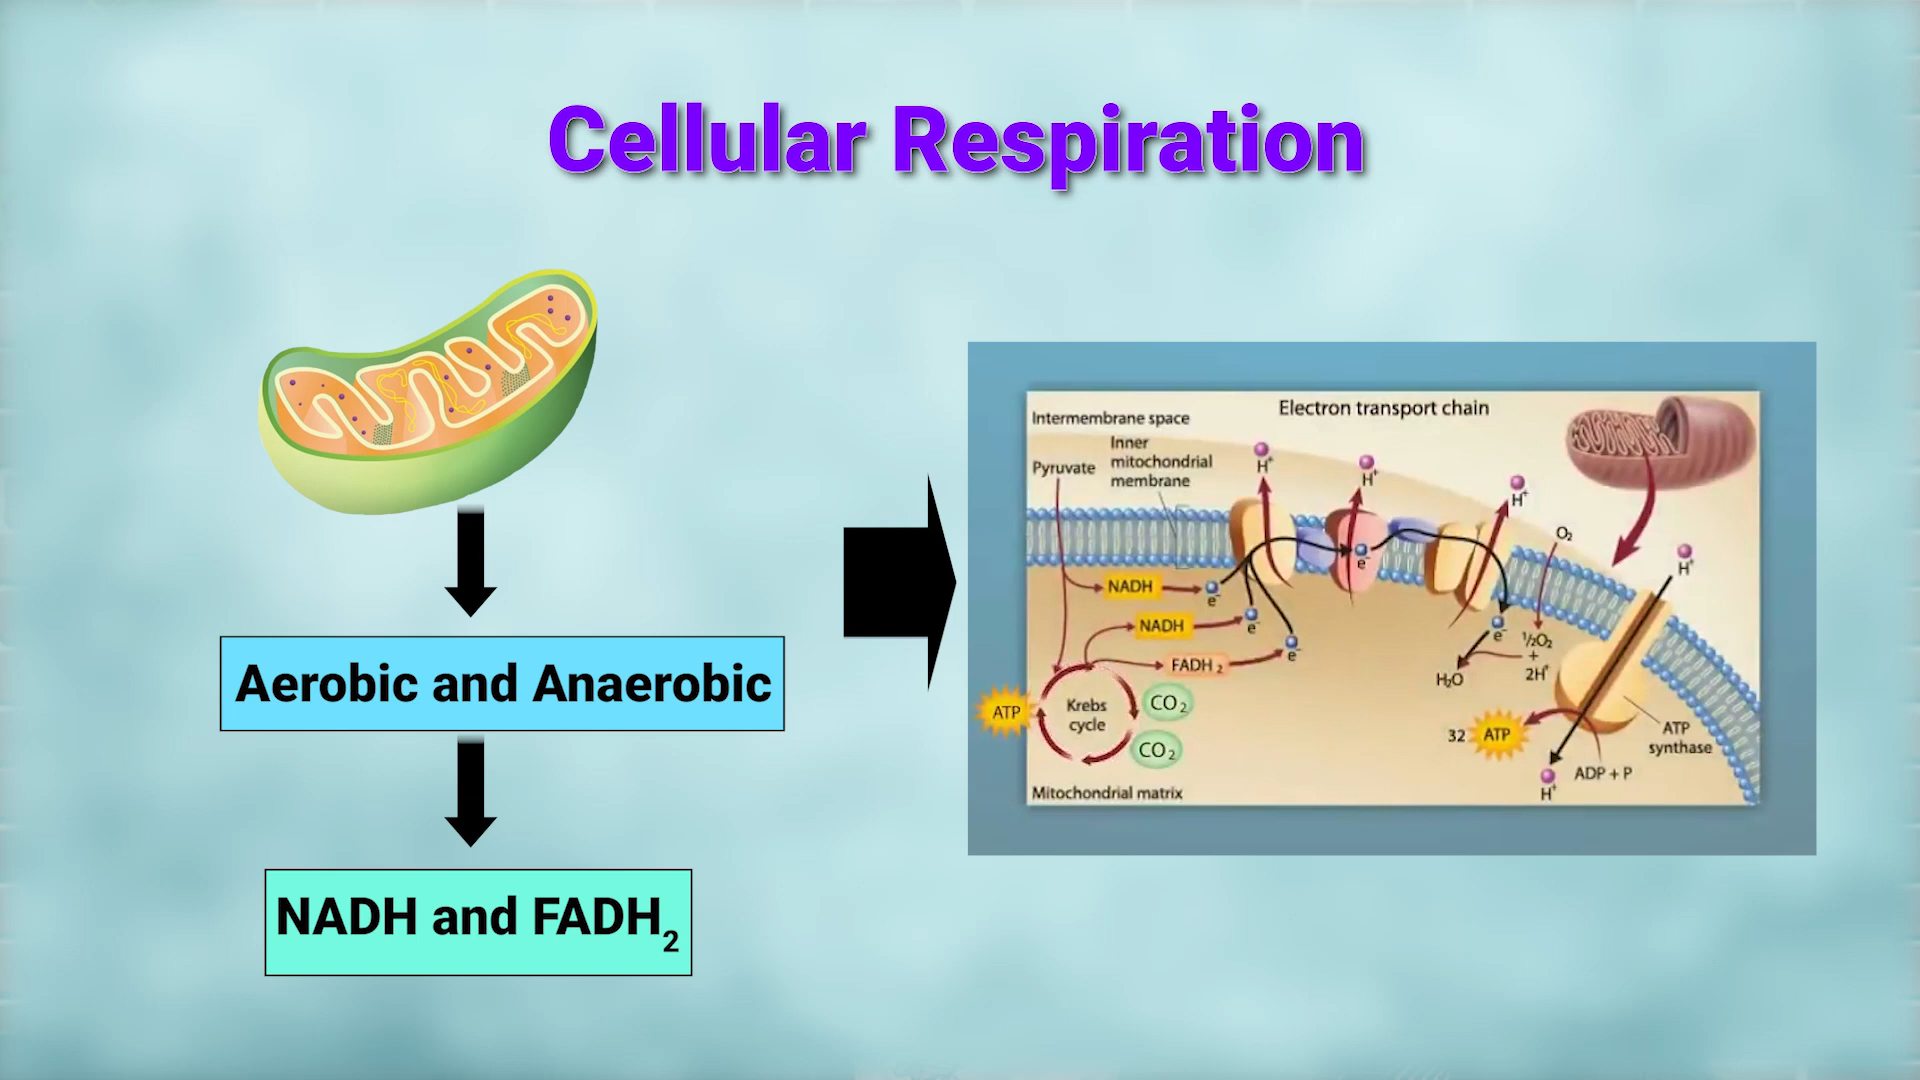 Cellular Respiration
Aerobic and Anaerobic
NADH and FADH₂
Electron transport chain
Intermembrane space
Inner
mitochondrial
membrane
Pyruvate
H⁺
H⁺
H⁺
O₂
H⁺
NADH
e⁻
e⁻
NADH
e⁻
FADH₂
e⁻
e⁻
½O₂
+
2H⁺
H₂O
ATP
Krebs
cycle
CO₂
CO₂
32 ATP
ATP
synthase
ADP + P
H⁺
Mitochondrial matrix